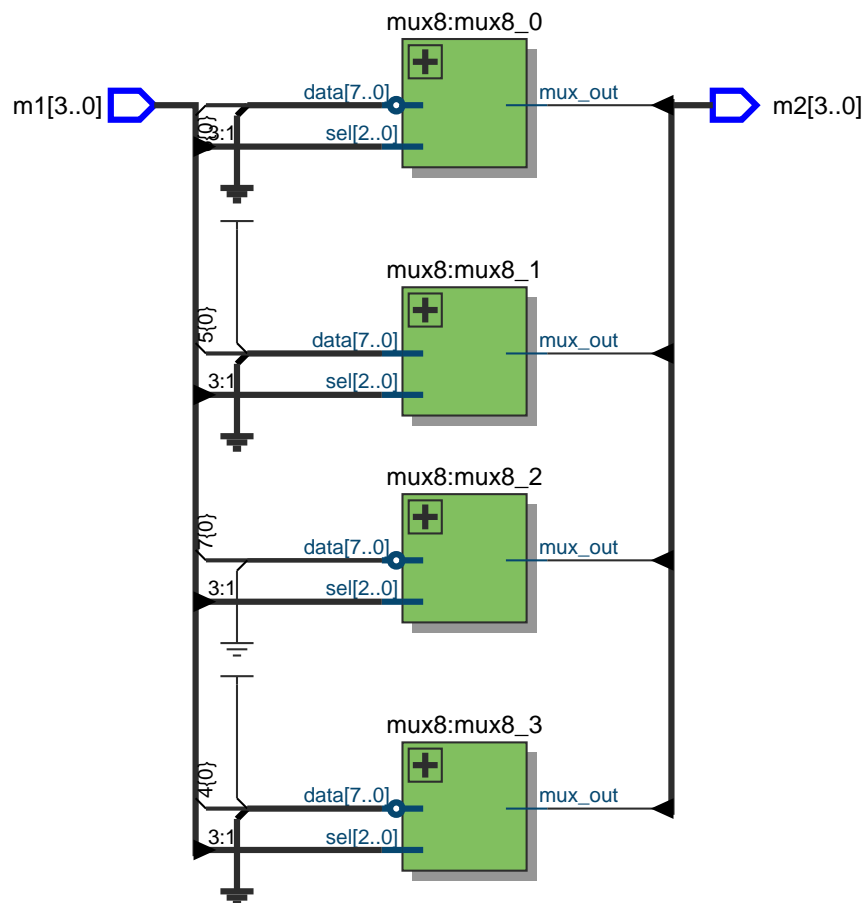 mux8:mux8_0
m1[3..0]
data[7..0]
mux_out
m2[3..0]
3:1
sel[2..0]
mux8:mux8_1
5{0}
data[7..0]
mux_out
3:1
sel[2..0]
mux8:mux8_2
7{0}
data[7..0]
mux_out
3:1
sel[2..0]
mux8:mux8_3
4{0}
data[7..0]
mux_out
3:1
sel[2..0]